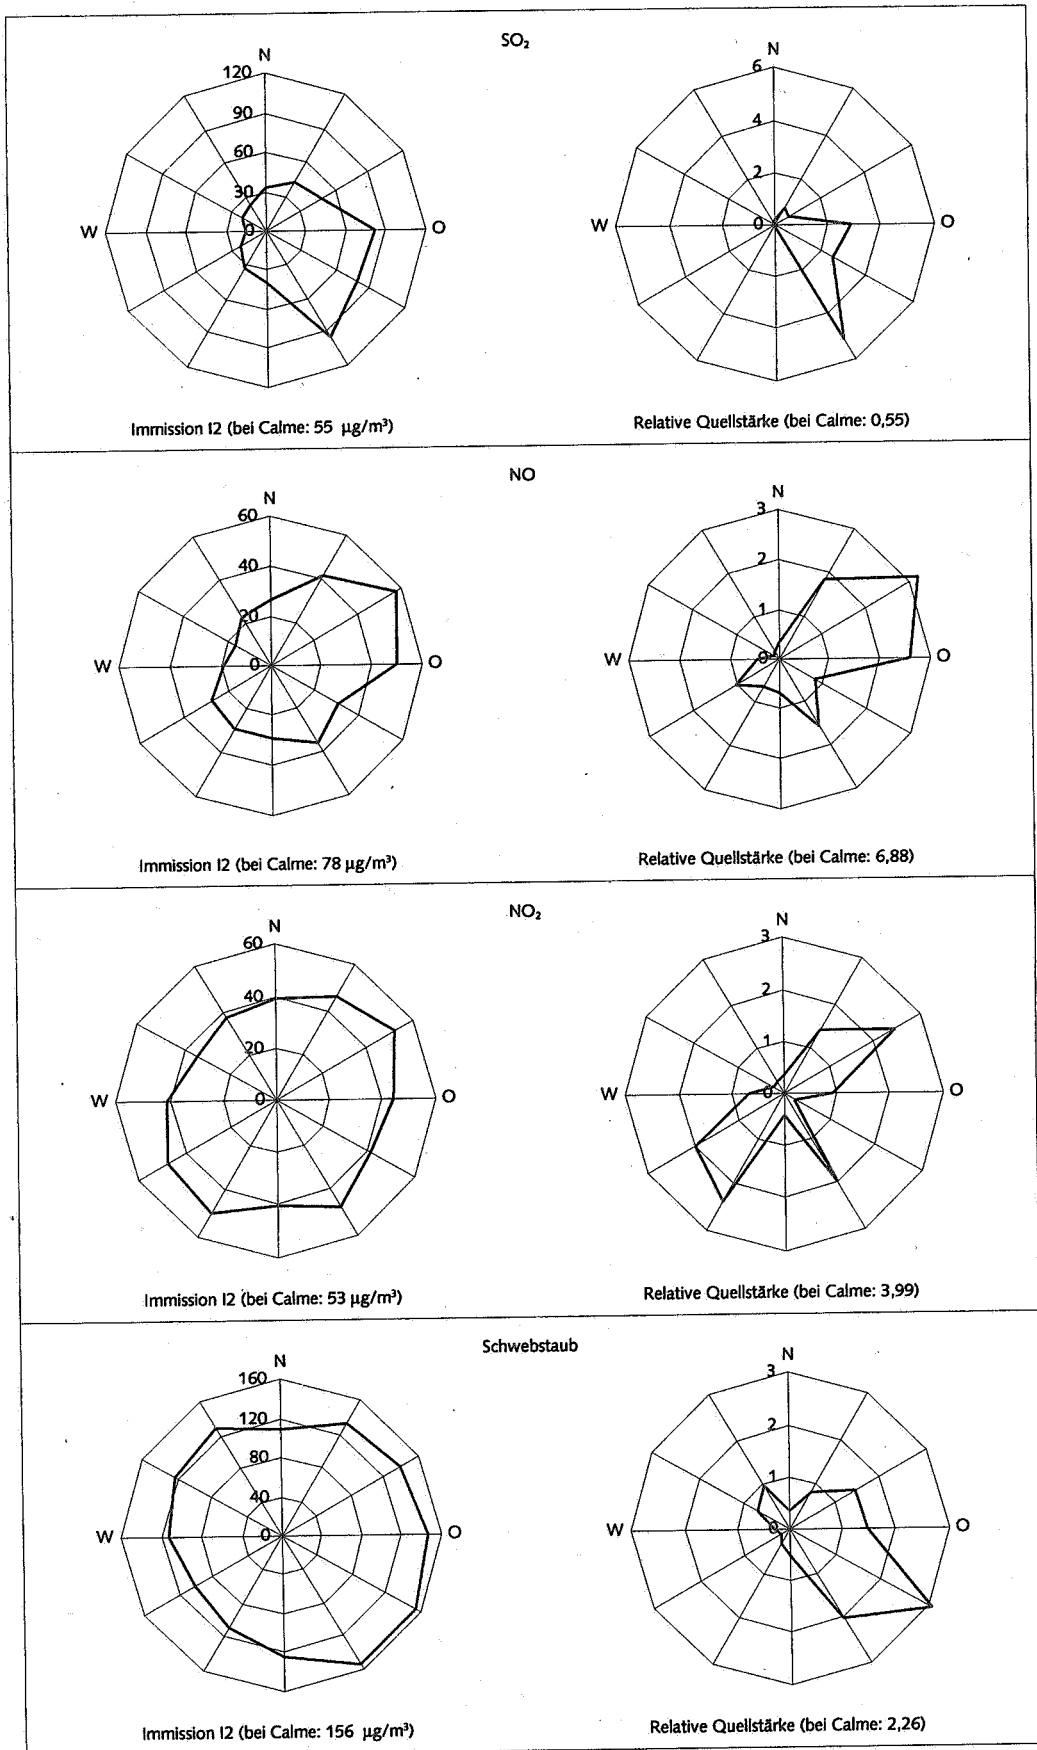 SO₂
N
120
90
60
30
0
W
O
Immission I2 (bei Calme: 55 µg/m³)
N
6
4
2
0
W
O
Relative Quellstärke (bei Calme: 0,55)
NO
N
60
40
20
0
W
O
Immission I2 (bei Calme: 78 µg/m³)
N
3
2
1
0
W
O
Relative Quellstärke (bei Calme: 6,88)
NO₂
N
60
40
20
0
W
O
Immission I2 (bei Calme: 53 µg/m³)
N
3
2
1
0
W
O
Relative Quellstärke (bei Calme: 3,99)
Schwebstaub
N
160
120
80
40
0
W
O
Immission I2 (bei Calme: 156 µg/m³)
N
3
2
1
0
W
O
Relative Quellstärke (bei Calme: 2,26)